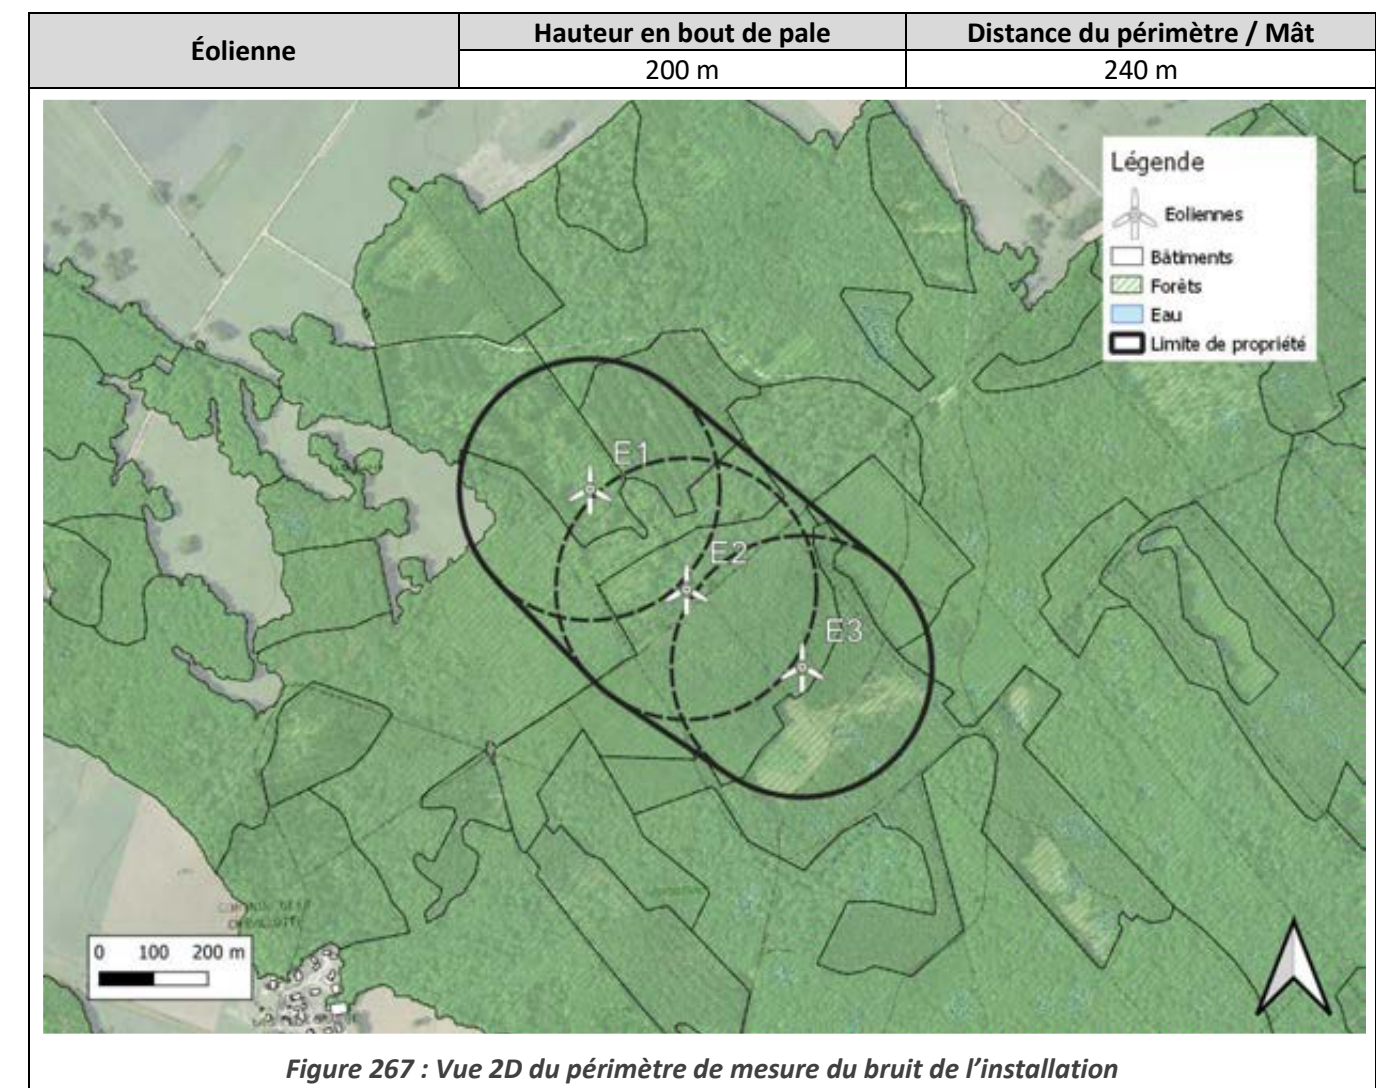 Éolienne
Hauteur en bout de pale
Distance du périmètre / Mât
200 m
240 m
Légende
Eoliennes
Bâtiments
Forêts
Eau
Limite de propriété
E1
E2
E3
0 100 200 m
Figure 267 : Vue 2D du périmètre de mesure du bruit de l’installation